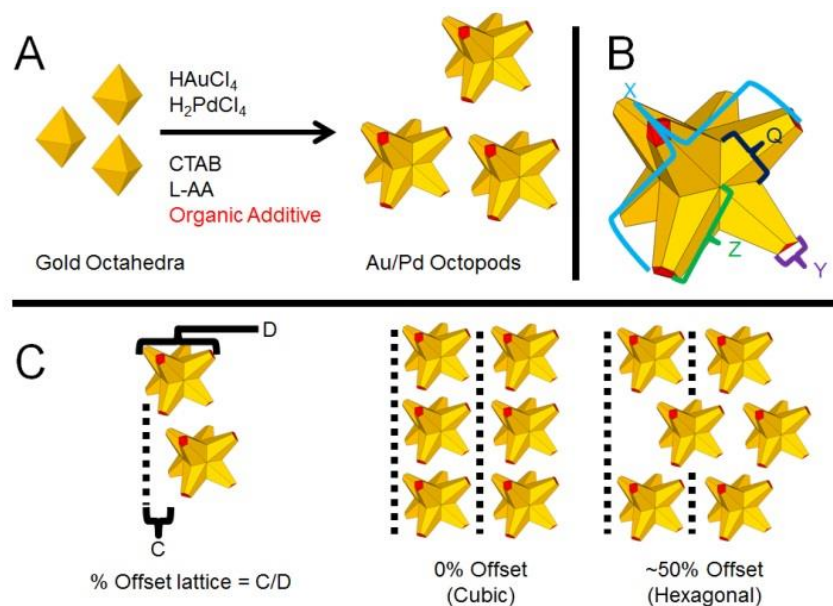 A
HAuCl₄
H₂PdCl₄
CTAB
L-AA
Organic Additive
Gold Octahedra
Au/Pd Octopods
B
X
Q
Z
Y
C
D
C
% Offset lattice = C/D
0% Offset
(Cubic)
~50% Offset
(Hexagonal)